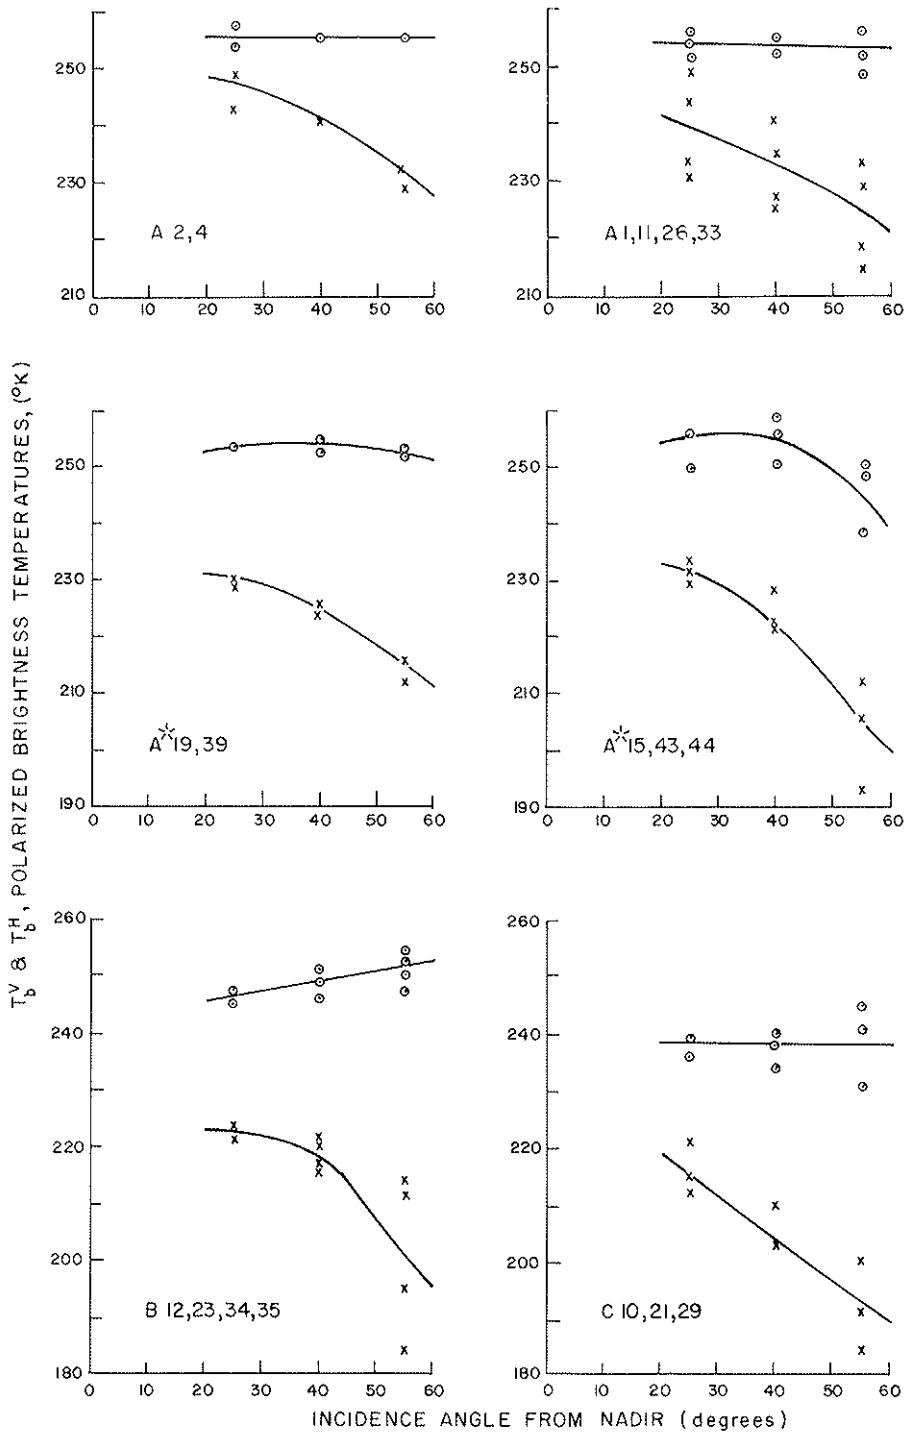 250
230
210
0 10 20 30 40 50 60
A 2,4
250
230
210
0 10 20 30 40 50 60
A 1,11,26,33
T_b^V & T_b^H, POLARIZED BRIGHTNESS TEMPERATURES, (°K)
250
230
210
190
0 10 20 30 40 50 60
A* 19,39
250
230
210
190
0 10 20 30 40 50 60
A* 15,43,44
260
240
220
200
180
0 10 20 30 40 50 60
B 12,23,34,35
260
240
220
200
180
0 10 20 30 40 50 60
C 10,21,29
INCIDENCE ANGLE FROM NADIR (degrees)